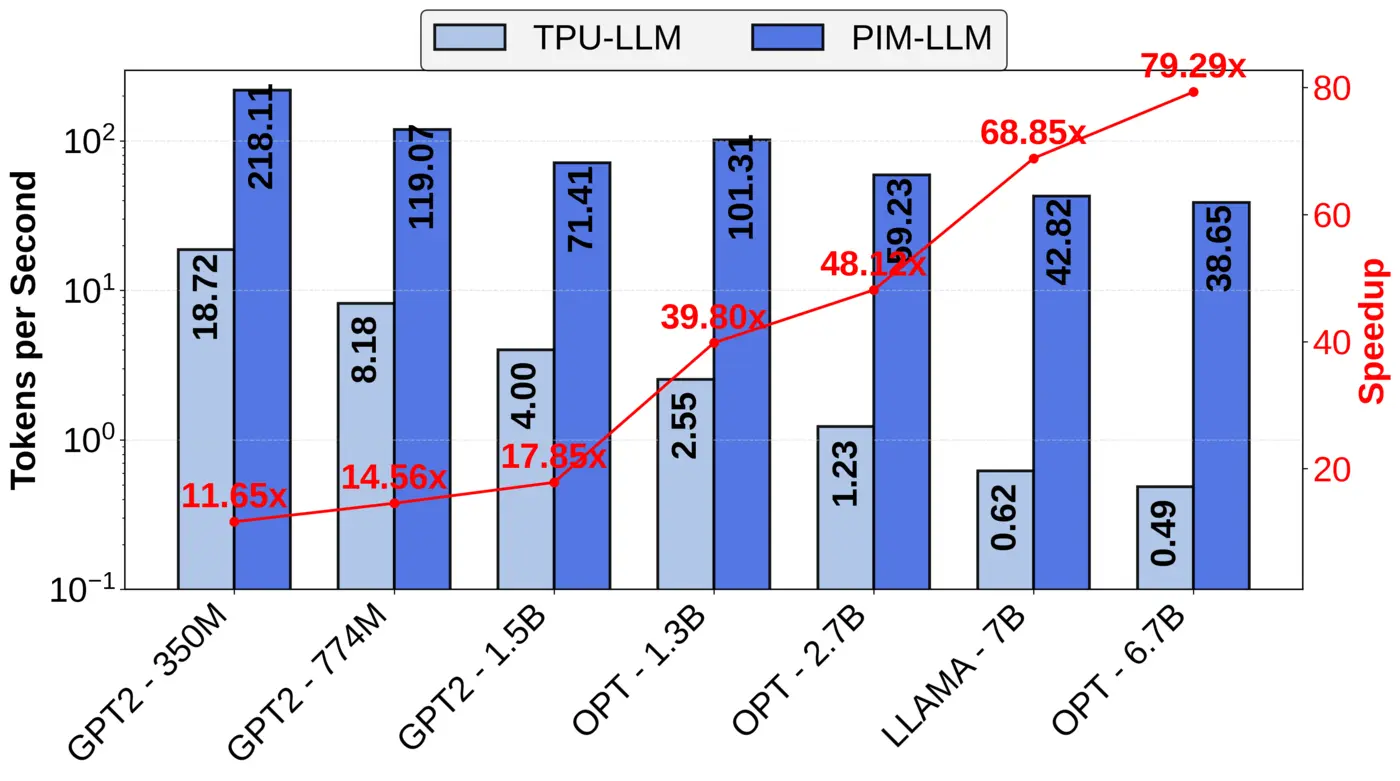 TPU-LLM PIM-LLM
Tokens per Second
10² 10¹ 10⁰ 10⁻¹
218.11
119.07
71.41
101.31
59.23
42.82
38.65
18.72
8.18
4.00
2.55
1.23
0.62
0.49
11.65x
14.56x
17.85x
39.80x
48.12x
68.85x
79.29x
80
60
40
20
Speedup
GPT2 - 350M
GPT2 - 774M
GPT2 - 1.5B
OPT - 1.3B
OPT - 2.7B
LLAMA - 7B
OPT - 6.7B